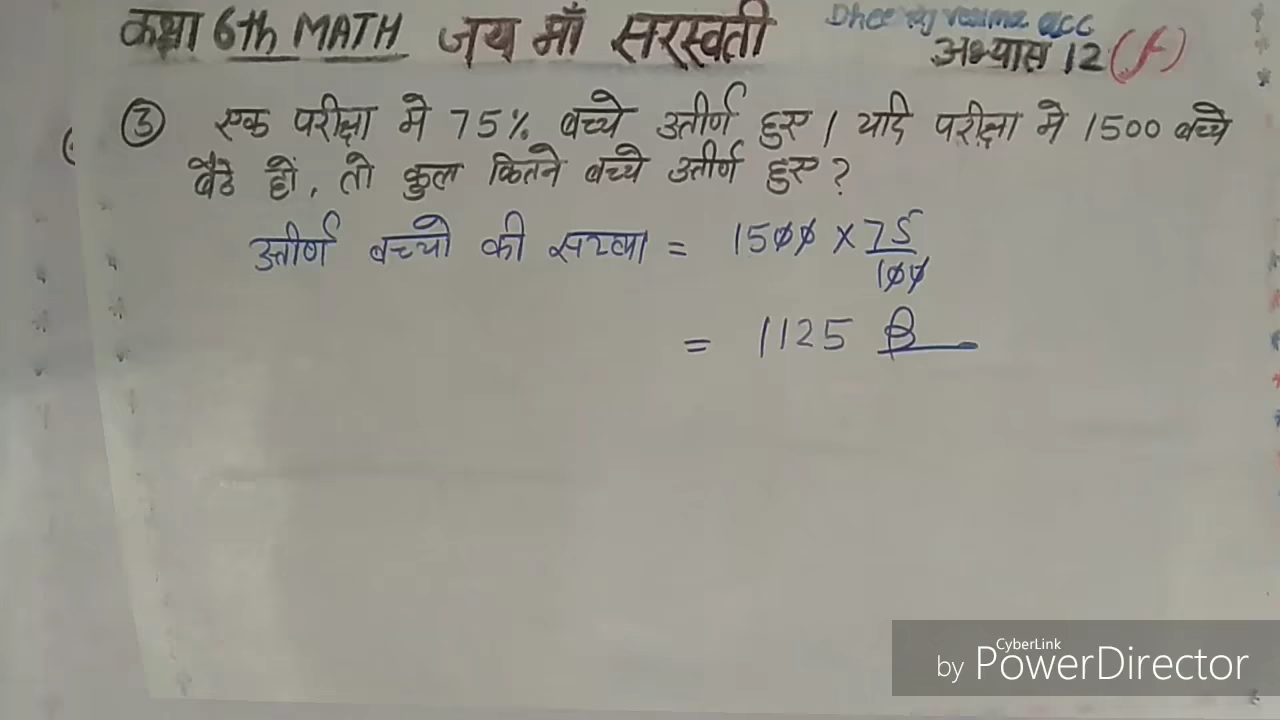 कक्षा 6th MATH जय माँ सरस्वती
अभ्यास 12 (f)
③ एक परीक्षा मे 75% बच्चे उत्तीर्ण हुए । यदि परीक्षा मे 1500 बच्चे
बैठे हों, तो कुल कितने बच्चे उत्तीर्ण हुए ?
उत्तीर्ण बच्चो की सख्या = 1500 × 75
100
= 1125
CyberLink
by PowerDirector